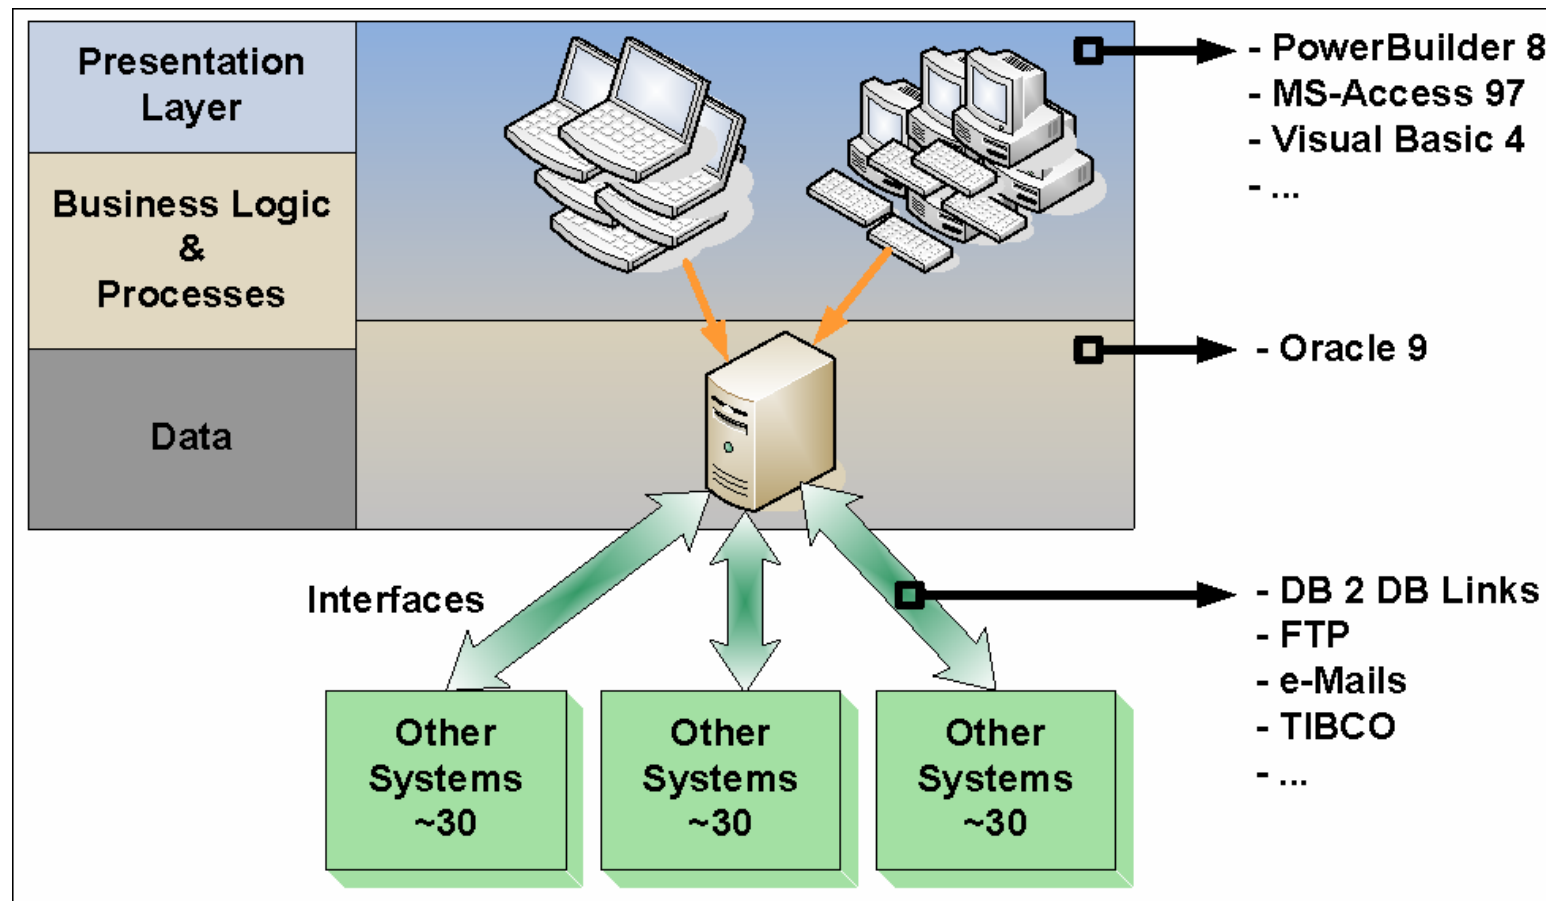 Presentation
Layer
Business Logic
&
Processes
Data
- PowerBuilder 8
- MS-Access 97
- Visual Basic 4
- ...
- Oracle 9
Interfaces
- DB 2 DB Links
- FTP
- e-Mails
- TIBCO
- ...
Other
Systems
~30
Other
Systems
~30
Other
Systems
~30